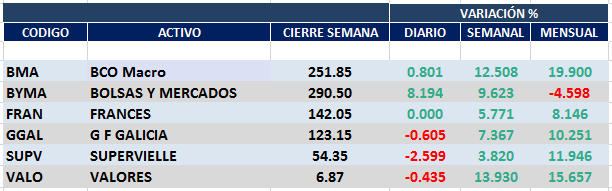 VARIACIÓN %
CODIGO ACTIVO CIERRE SEMANA DIARIO SEMANAL MENSUAL
BMA BCO Macro 251.85 0.801 12.508 19.900
BYMA BOLSAS Y MERCADOS 290.50 8.194 9.623 -4.598
FRAN FRANCES 142.05 0.000 5.771 8.146
GGAL G F GALICIA 123.15 -0.605 7.367 10.251
SUPV SUPERVIELLE 54.35 -2.599 3.820 11.946
VALO VALORES 6.87 -0.435 13.930 15.657